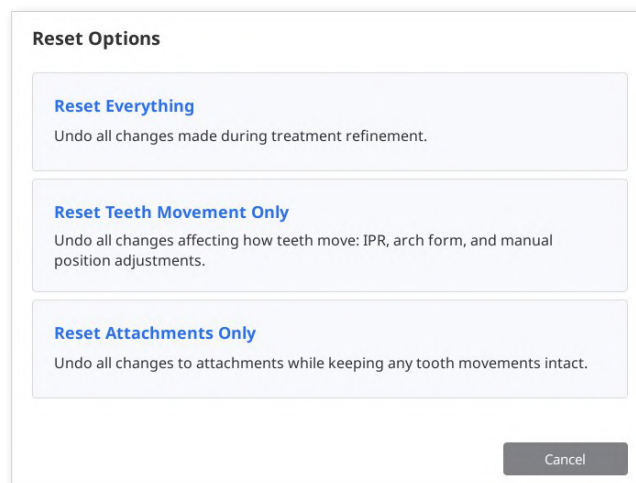 Reset Options
Reset Everything
Undo all changes made during treatment refinement.
Reset Teeth Movement Only
Undo all changes affecting how teeth move: IPR, arch form, and manual
position adjustments.
Reset Attachments Only
Undo all changes to attachments while keeping any tooth movements intact.
Cancel